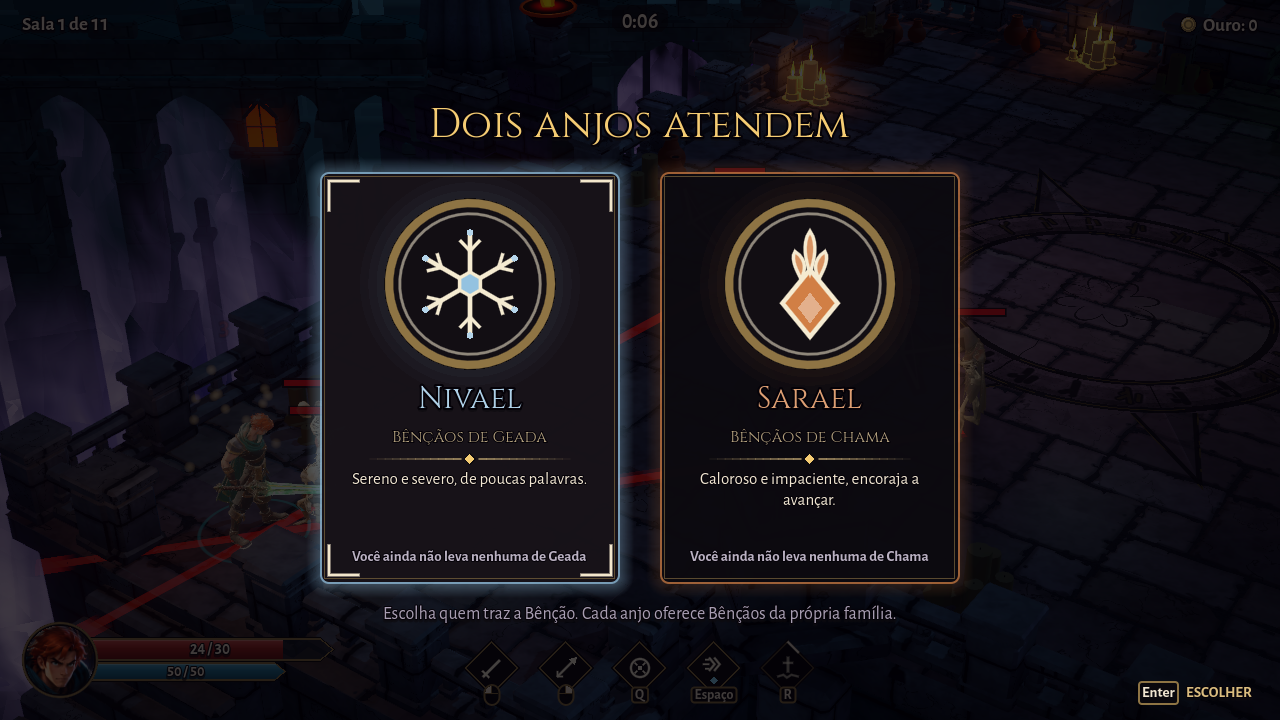 Sala 1 de 11
0:06
Ouro: 0
Dois anjos atendem
Nivael
Bênçãos de Geada
Sereno e severo, de poucas palavras.
Você ainda não leva nenhuma de Geada
Sarael
Bênçãos de Chama
Caloroso e impaciente, encoraja a
avançar.
Você ainda não leva nenhuma de Chama
Escolha quem traz a Bênção. Cada anjo oferece Bênçãos da própria família.
24 / 30
50 / 50
Q
Espaço
R
Enter ESCOLHER